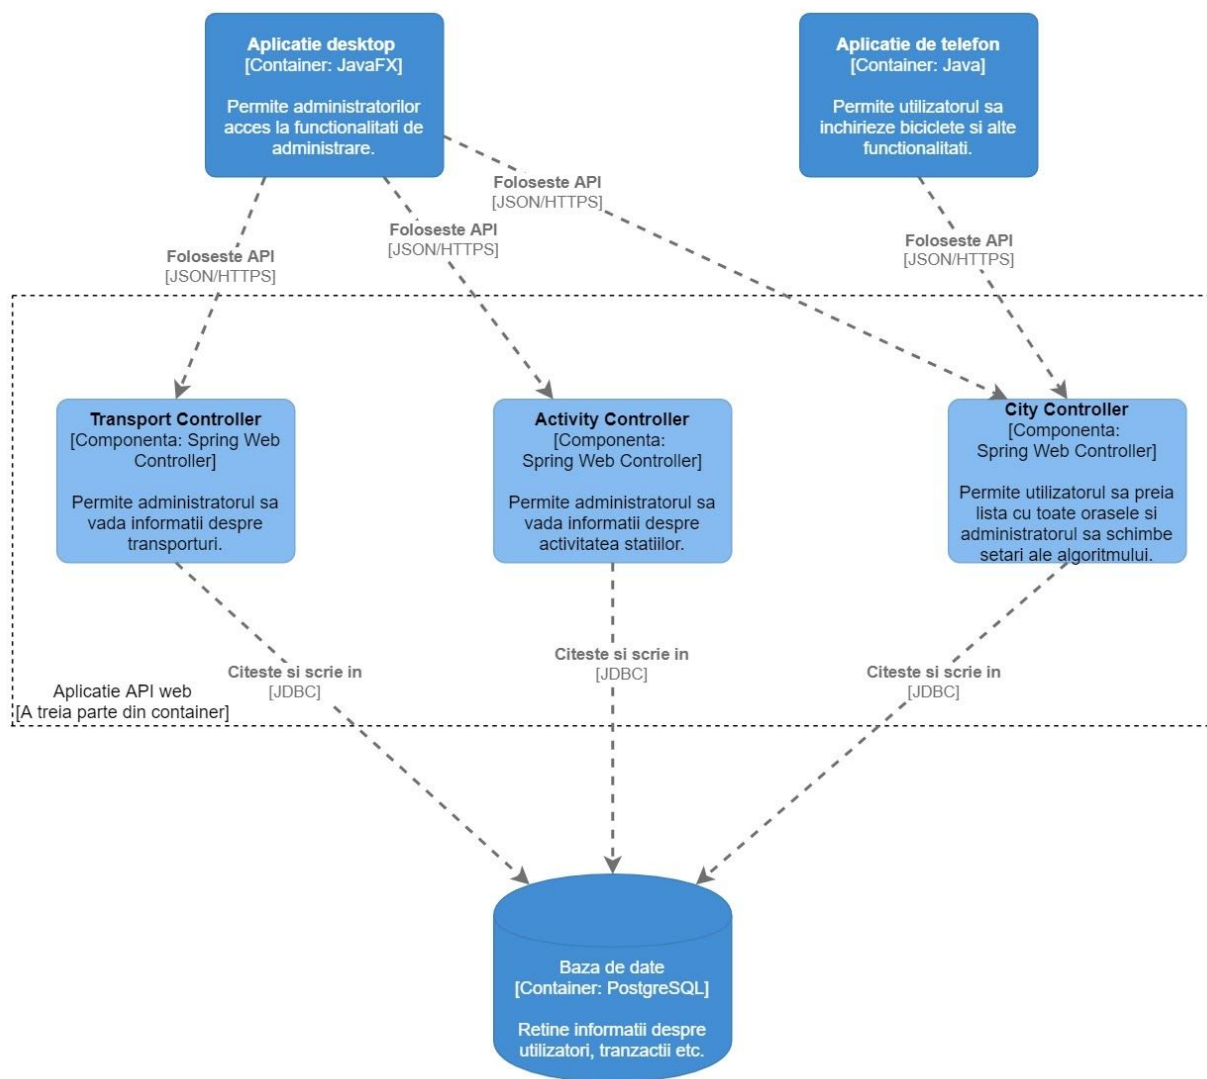 Aplicatie desktop
[Container: JavaFX]
Permite administratorilor
acces la functionalitati de
administrare.
Aplicatie de telefon
[Container: Java]
Permite utilizatorul sa
inchirieze biciclete si alte
functionalitati.
Foloseste API
[JSON/HTTPS]
Foloseste API
[JSON/HTTPS]
Foloseste API
[JSON/HTTPS]
Foloseste API
[JSON/HTTPS]
Transport Controller
[Componenta: Spring Web
Controller]
Permite administratorul sa
vada informatii despre
transporturi.
Activity Controller
[Componenta:
Spring Web Controller]
Permite administratorul sa
vada informatii despre
activitatea statiilor.
City Controller
[Componenta:
Spring Web Controller]
Permite utilizatorul sa preia
lista cu toate orasele si
administratorul sa schimbe
setari ale algoritmului.
Citeste si scrie in
[JDBC]
Citeste si scrie in
[JDBC]
Citeste si scrie in
[JDBC]
Aplicatie API web
[A treia parte din container]
Baza de date
[Container: PostgreSQL]
Retine informatii despre
utilizatori, tranzactii etc.